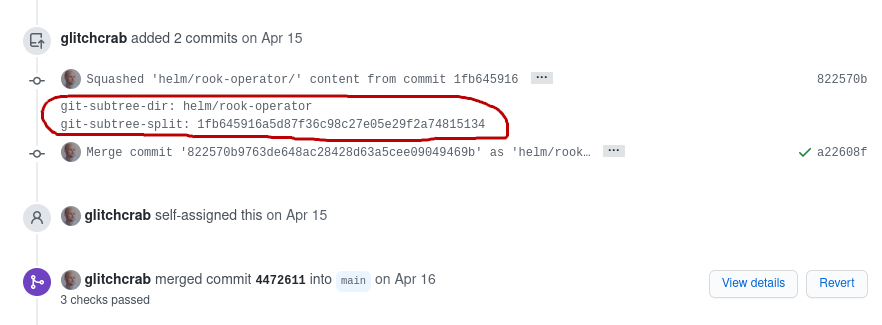 glitchcrab added 2 commits on Apr 15
Squashed 'helm/rook-operator/' content from commit 1fb645916 ... 822570b
git-subtree-dir: helm/rook-operator
git-subtree-split: 1fb645916a5d87f36c98c27e05e29f2a74815134
Merge commit '822570b9763de648ac28428d63a5cee09049469b' as 'helm/rook… ... a22608f
glitchcrab self-assigned this on Apr 15
glitchcrab merged commit 4472611 into main on Apr 16 View details Revert
3 checks passed